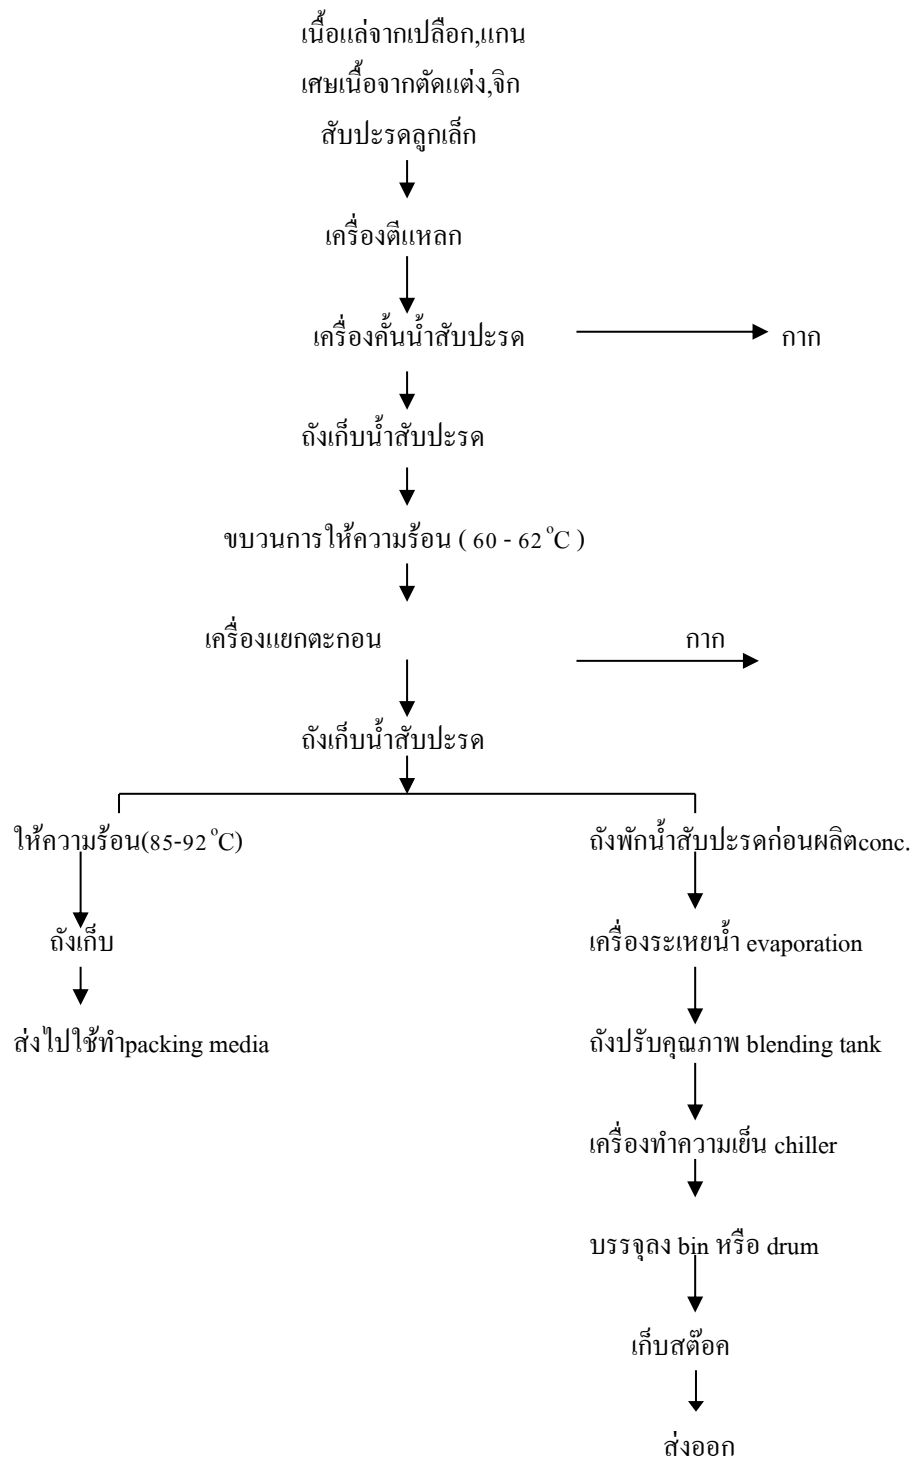 เนื้อแล่จากเปลือก,แกน
เศษเนื้อจากตัดแต่ง,จิก
สับปะรดลูกเล็ก
เครื่องตีแหลก
เครื่องคั้นน้ำสับปะรด
กาก
ถังเก็บน้ำสับปะรด
ขบวนการให้ความร้อน ( 60 - 62 °C )
เครื่องแยกตะกอน
กาก
ถังเก็บน้ำสับปะรด
ให้ความร้อน(85-92 °C)
ถังเก็บ
ส่งไปใช้ทำpacking media
ถังพักน้ำสับปะรดก่อนผลิตconc.
เครื่องระเหยน้ำ evaporation
ถังปรับคุณภาพ blending tank
เครื่องทำความเย็น chiller
บรรจุลง bin หรือ drum
เก็บสต๊อค
ส่งออก